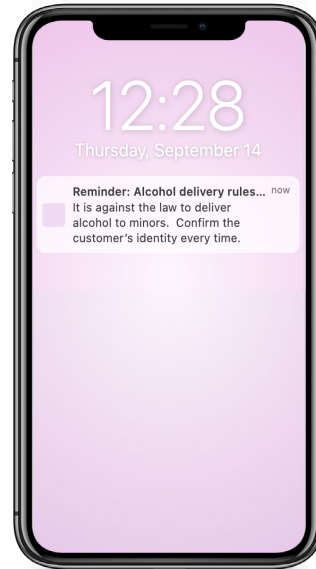 12:28
Thursday, September 14
Reminder: Alcohol delivery rules... now
It is against the law to deliver
alcohol to minors.  Confirm the
customer's identity every time.